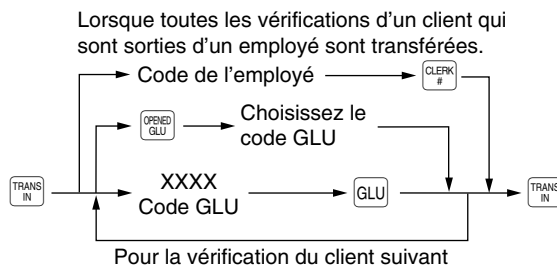 Lorsque toutes les vérifications d'un client qui
sont sorties d'un employé sont transférées.
Code de l'employé
CLERK
#
OPENED
GLU
Choisissez le
code GLU
TRANS
IN
XXXX
Code GLU
GLU
TRANS
IN
Pour la vérification du client suivant